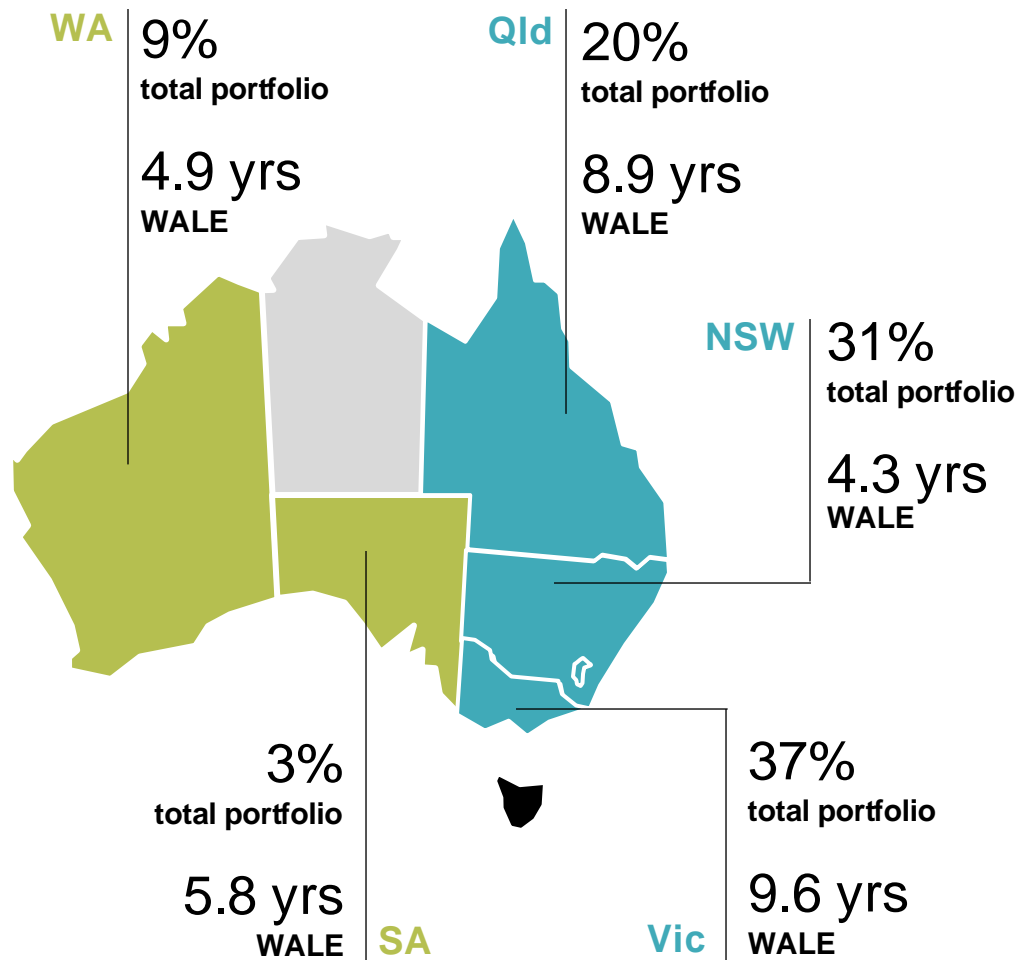 WA
9%
total portfolio
4.9 yrs
WALE
Qld
20%
total portfolio
8.9 yrs
WALE
NSW
31%
total portfolio
4.3 yrs
WALE
3%
total portfolio
5.8 yrs
WALE
SA
37%
total portfolio
9.6 yrs
WALE
Vic